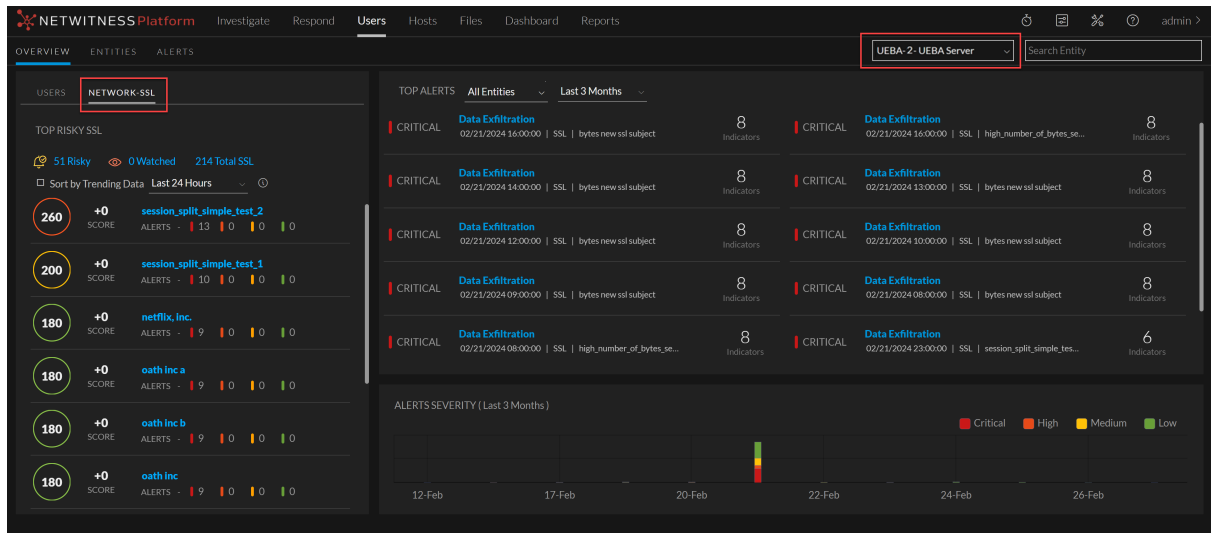 NETWITNESS Platform Investigate Respond Users Hosts Files Dashboard Reports admin >
OVERVIEW ENTITIES ALERTS UEBA-2- UEBA Server Search Entity
USERS NETWORK-SSL
TOP RISKY SSL
51 Risky 0 Watched 214 Total SSL
Sort by Trending Data Last 24 Hours
260 +0 session_split_simple_test_2
SCORE ALERTS - 13 0 0 0
200 +0 session_split_simple_test_1
SCORE ALERTS - 10 0 0 0
180 +0 netflix, inc.
SCORE ALERTS - 9 0 0 0
180 +0 oath inc a
SCORE ALERTS - 9 0 0 0
180 +0 oath inc b
SCORE ALERTS - 9 0 0 0
180 +0 oath inc
SCORE ALERTS - 9 0 0 0
TOP ALERTS All Entities Last 3 Months
CRITICAL Data Exfiltration 8
02/21/2024 16:00:00 | SSL | bytes new ssl subject Indicators
CRITICAL Data Exfiltration 8
02/21/2024 16:00:00 | SSL | high_number_of_bytes_se... Indicators
CRITICAL Data Exfiltration 8
02/21/2024 14:00:00 | SSL | bytes new ssl subject Indicators
CRITICAL Data Exfiltration 8
02/21/2024 13:00:00 | SSL | bytes new ssl subject Indicators
CRITICAL Data Exfiltration 8
02/21/2024 12:00:00 | SSL | bytes new ssl subject Indicators
CRITICAL Data Exfiltration 8
02/21/2024 10:00:00 | SSL | bytes new ssl subject Indicators
CRITICAL Data Exfiltration 8
02/21/2024 09:00:00 | SSL | bytes new ssl subject Indicators
CRITICAL Data Exfiltration 8
02/21/2024 08:00:00 | SSL | bytes new ssl subject Indicators
CRITICAL Data Exfiltration 8
02/21/2024 08:00:00 | SSL | high_number_of_bytes_se... Indicators
CRITICAL Data Exfiltration 6
02/21/2024 23:00:00 | SSL | session_split_simple_tes... Indicators
ALERTS SEVERITY ( Last 3 Months )
Critical High Medium Low
12-Feb 17-Feb 20-Feb 22-Feb 24-Feb 26-Feb